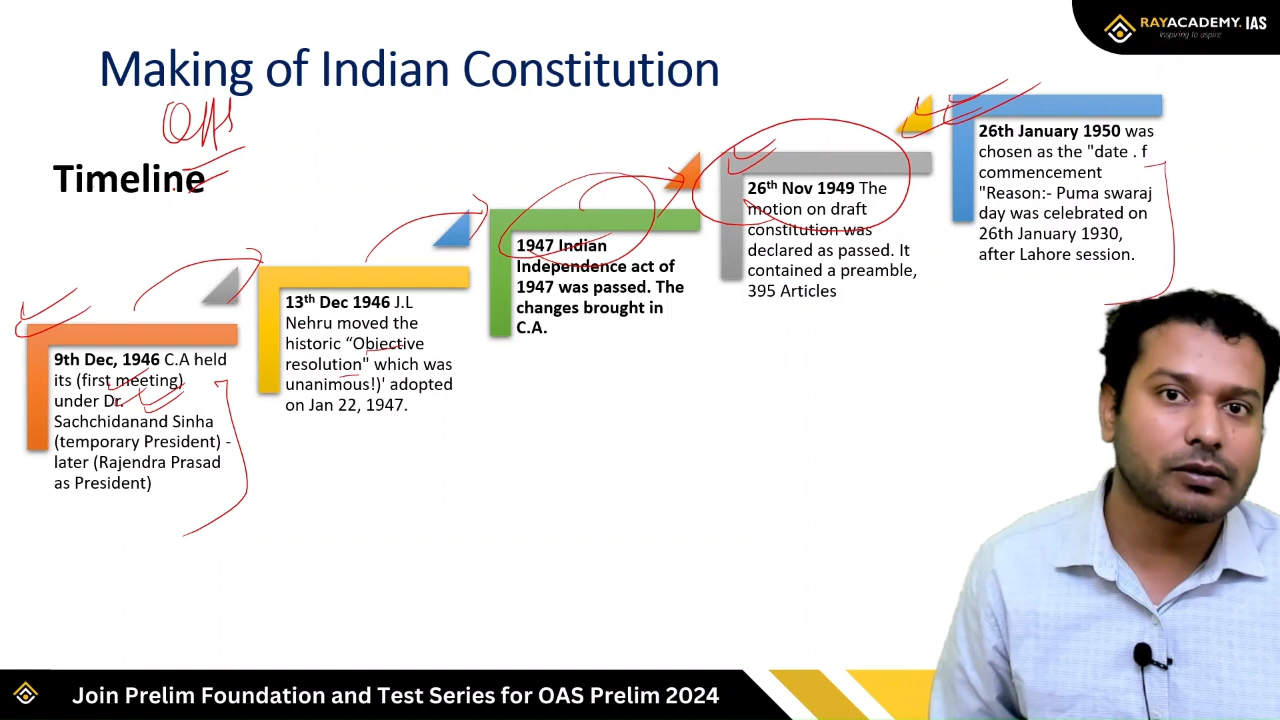 RAYACADEMY. IAS
Inspiring to aspire
Making of Indian Constitution
OAS
Timeline
9th Dec, 1946 C.A held
its (first meeting)
under Dr.
Sachchidanand Sinha
(temporary President) -
later (Rajendra Prasad
as President)
13th Dec 1946 J.L
Nehru moved the
historic “Obiective
resolution" which was
unanimous!)' adopted
on Jan 22, 1947.
1947 Indian
Independence act of
1947 was passed. The
changes brought in
C.A.
26th Nov 1949 The
motion on draft
constitution was
declared as passed. It
contained a preamble,
395 Articles
26th January 1950 was
chosen as the "date . f
commencement
"Reason:- Puma swaraj
day was celebrated on
26th January 1930,
after Lahore session.
Join Prelim Foundation and Test Series for OAS Prelim 2024